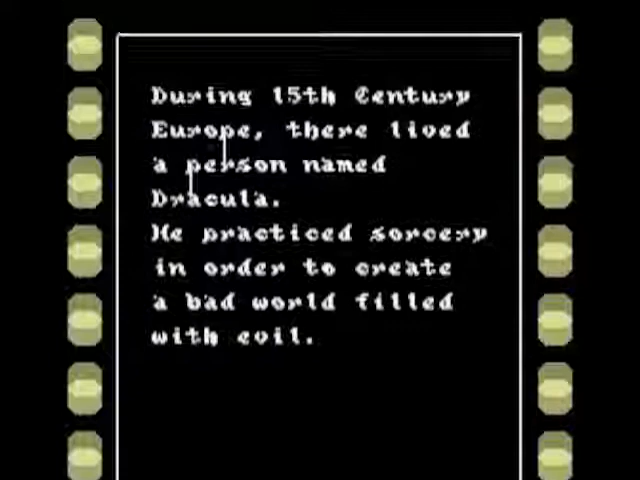 During 15th Century
Europe, there lived
a person named
Dracula.
He practiced sorcery
in order to create
a bad world filled
with evil.